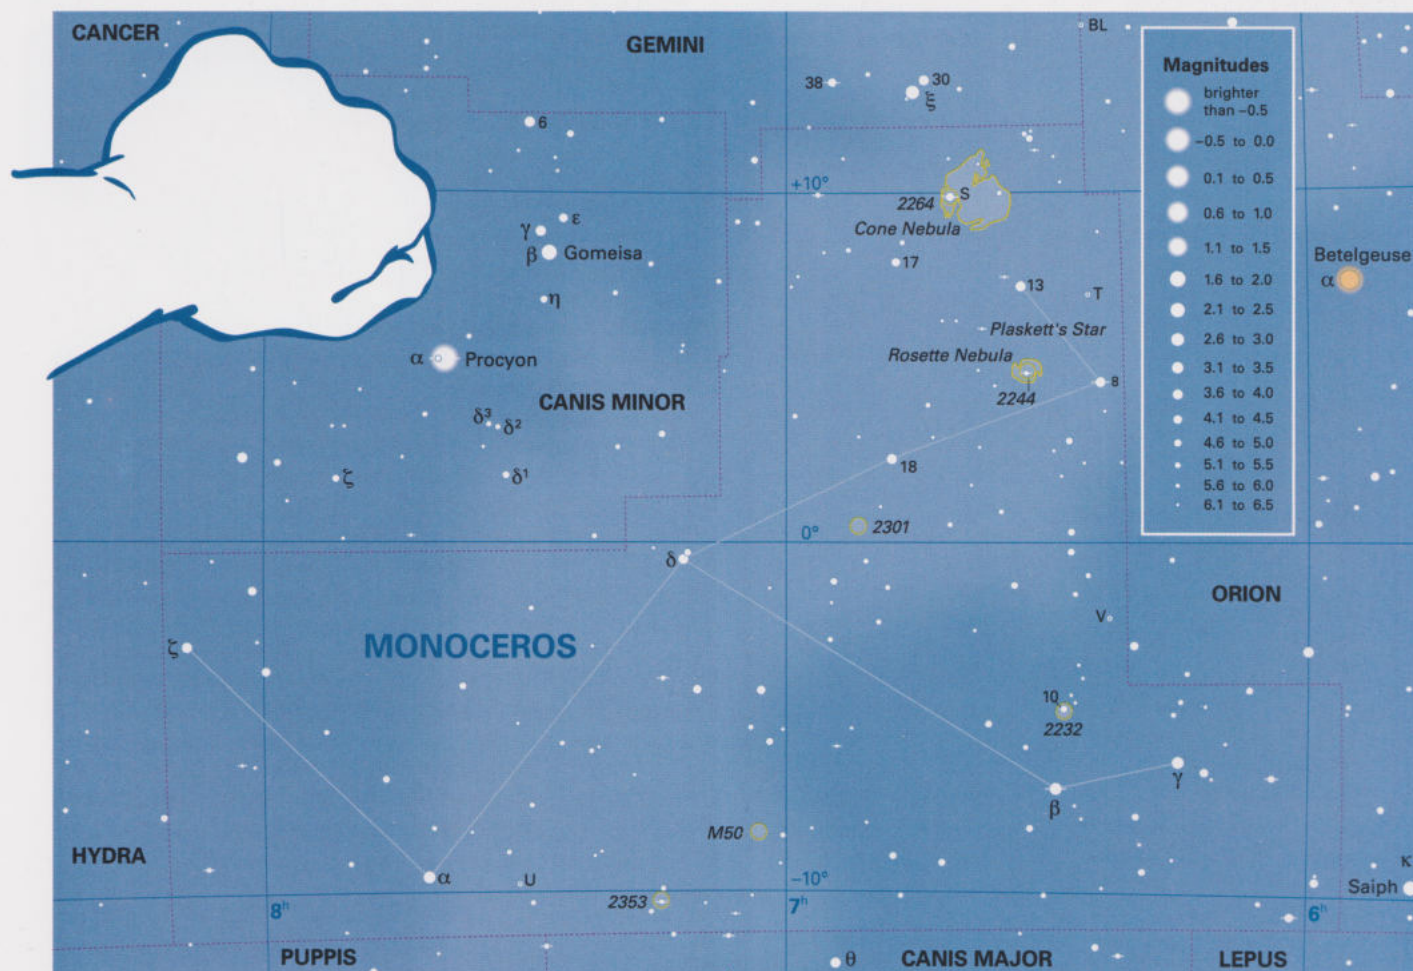 CANCER
GEMINI
BL
Magnitudes
brighter
than –0.5
–0.5 to 0.0
0.1 to 0.5
0.6 to 1.0
1.1 to 1.5
1.6 to 2.0
2.1 to 2.5
2.6 to 3.0
3.1 to 3.5
3.6 to 4.0
4.1 to 4.5
4.6 to 5.0
5.1 to 5.5
5.6 to 6.0
6.1 to 6.5
38
30
ξ
6
+10°
2264
S
Cone Nebula
ε
γ
β Gomeisa
17
Betelgeuse
α
13
T
η
Plaskett's Star
Rosette Nebula
α Procyon
8
2244
CANIS MINOR
δ³
δ²
18
ζ
δ¹
2301
0°
δ
ORION
V
MONOCEROS
ζ
10
2232
γ
β
M50
HYDRA
κ
α
U
–10°
Saiph
2353
8ʰ
7ʰ
6ʰ
PUPPIS
θ
CANIS MAJOR
LEPUS